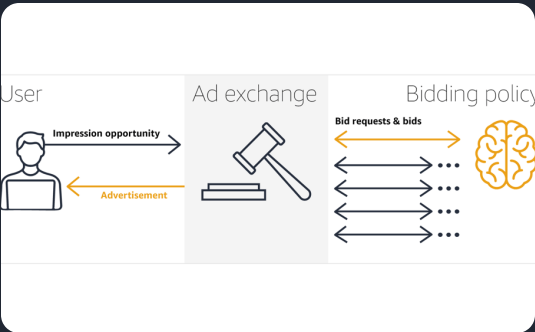 User
Ad exchange
Bidding policy
Impression opportunity
Advertisement
Bid requests & bids